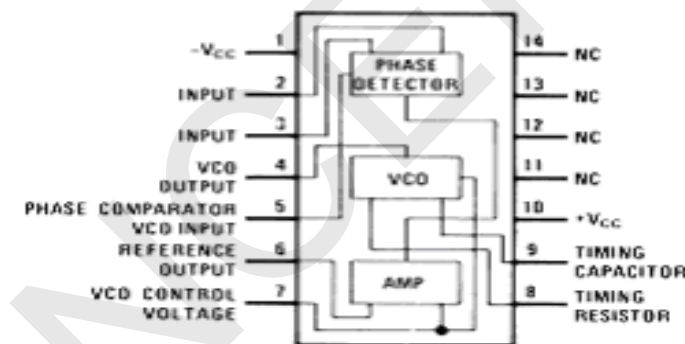 1
-VCC
2
INPUT
3
INPUT
4
VCO
OUTPUT
5
PHASE COMPARATOR
VCO INPUT
6
REFERENCE
OUTPUT
7
VCO CONTROL
VOLTAGE
PHASE
DETECTOR
VCO
AMP
14
NC
13
NC
12
NC
11
NC
10
+VCC
9
TIMING
CAPACITOR
8
TIMING
RESISTOR